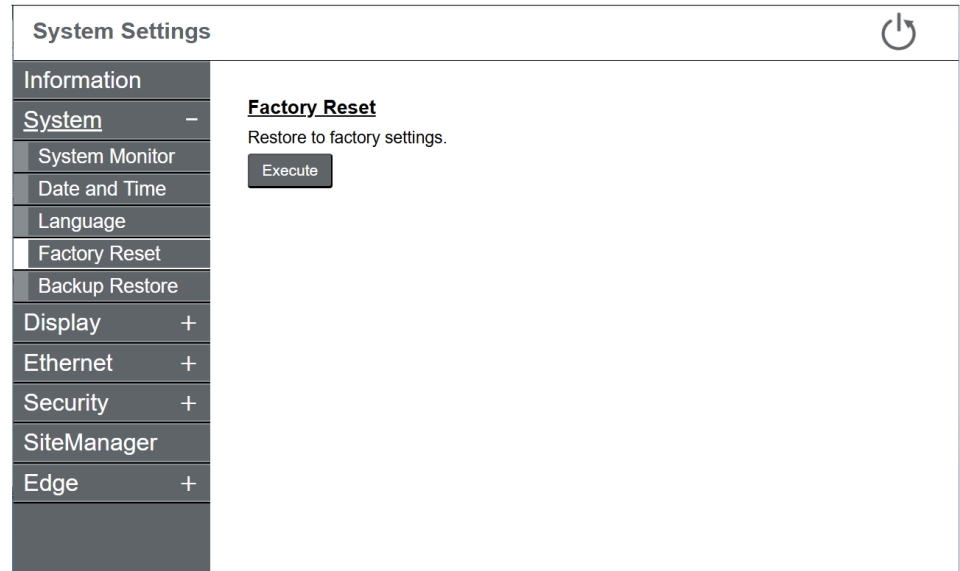 System Settings
Information
System −
System Monitor
Date and Time
Language
Factory Reset
Backup Restore
Display +
Ethernet +
Security +
SiteManager
Edge +
Factory Reset
Restore to factory settings.
Execute